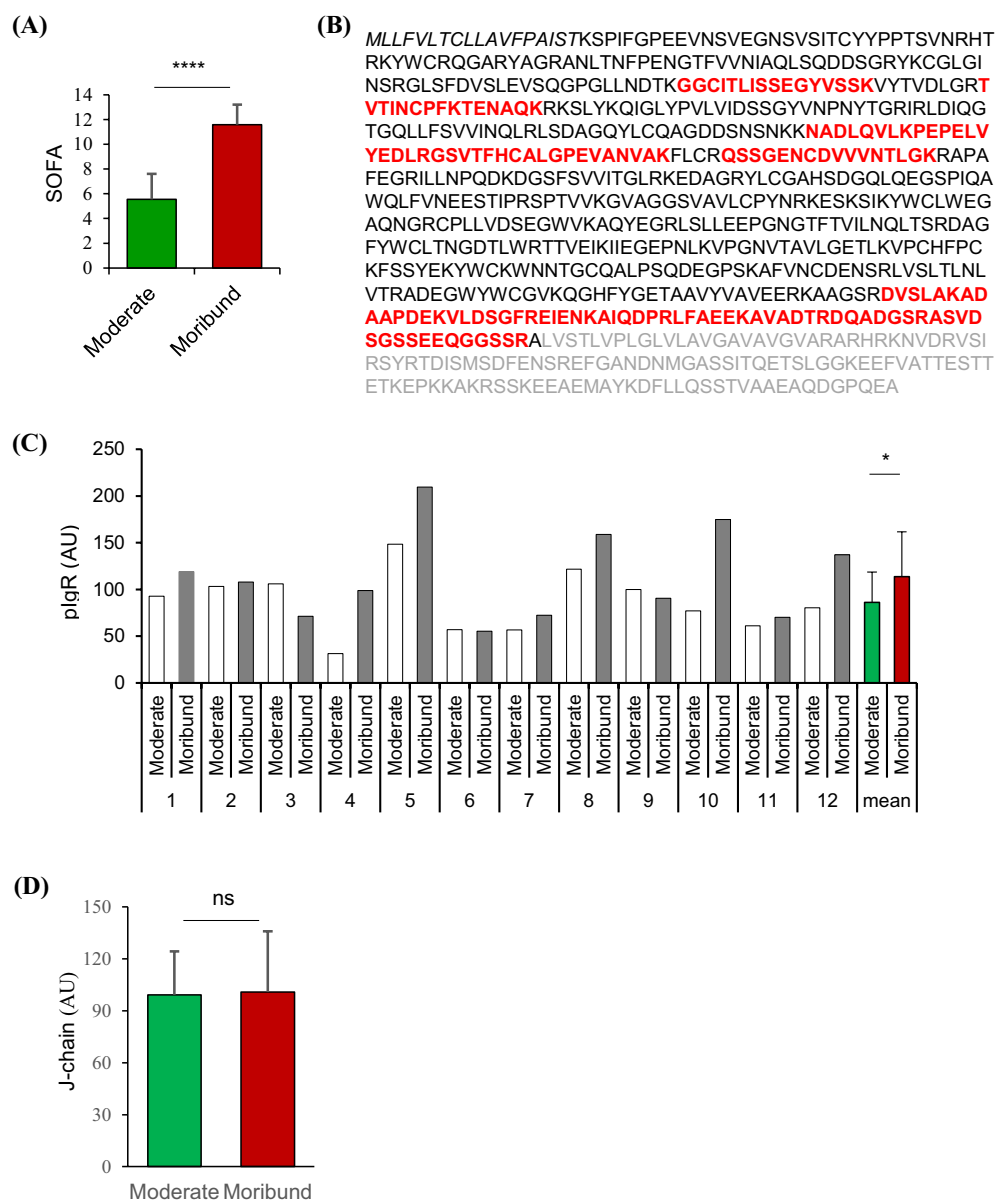 (A)
****
SOFA
14
12
10
8
6
4
2
0
Moderate
Moribund
(B)
MLLFVLTCLLAVFPAISTKSPIFGPEEVNSVEGNSVSITCYYPPTSVNRHT
RKYWCRQGARYAGRANLTNFPENGTFVVNIAQLSQDDSGRYKCGLGI
NSRGLSFDVSLEVSQGPGLLNDTKGGCITLISSEGYVSSKVYTVDLGRT
VTINCPFKTENAQKRKSLYKQIGLYPVLVIDSSGYVNPNYTGRIRLDIQG
TGQLLFSVVINQLRLSDAGQYLCQAGDDSNSNKKNADLQVLKPEPELV
YEDLRGSVTFHCALGPEVANVAKFLCRQSSGENCDVVVNTLGKRAPA
FEGRILLNPQDKDGSFSVVITGLRKEDAGRYLCGAHSDGQLQEGSPIQA
WQLFVNEESTIPRSPTVVKGVAGGSVAVLCPYNRKESKSIKYWCLWEG
AQNGRCPLLVDSEGWVKAQYEGRLSLLEEPGNGTFTVILNQLTSRDAG
FYWCLTNGDTLWRTTVEIKIIEGEPNLKVPGNVTAVLGETLKVPCHFPC
KFSSYEKYWCKWNNTGCQALPSQDEGPSKAFVNCDENSRLVSLTLNL
VTRADEGWYWCGVKQGHFYGETAAVYVAVEERKAAGSRDVSLAKAD
AAPDEKVLDSGFREIENKAIQDPRLFAEEKAVADTRDQADGSRASVD
SGSSEEQGGSSRALVSTLVPLGLVLAVGAVAVGVARARHRKNVDRVSI
RSYRTDISMSDFENSREFGANDNMGASSITQETSLGGKEEFVATTESTT
ETKEPKKAKRSSKEEAEMAYKDFLLQSSTVAAEAQDGPQEA
(C)
pIgR (AU)
250
200
150
100
50
0
*
Moderate Moribund Moderate Moribund Moderate Moribund Moderate Moribund Moderate Moribund Moderate Moribund Moderate Moribund Moderate Moribund Moderate Moribund Moderate Moribund Moderate Moribund Moderate Moribund Moderate Moribund
1 2 3 4 5 6 7 8 9 10 11 12 mean
(D)
ns
J-chain (AU)
150
120
90
60
30
0
Moderate Moribund